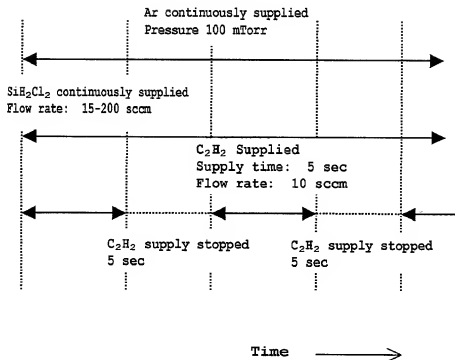 Ar continuously supplied
Pressure 100 mTorr
SiH₂Cl₂ continuously supplied
Flow rate: 15-200 sccm
C₂H₂ Supplied
Supply time: 5 sec
Flow rate: 10 sccm
C₂H₂ supply stopped
5 sec
C₂H₂ supply stopped
5 sec
Time